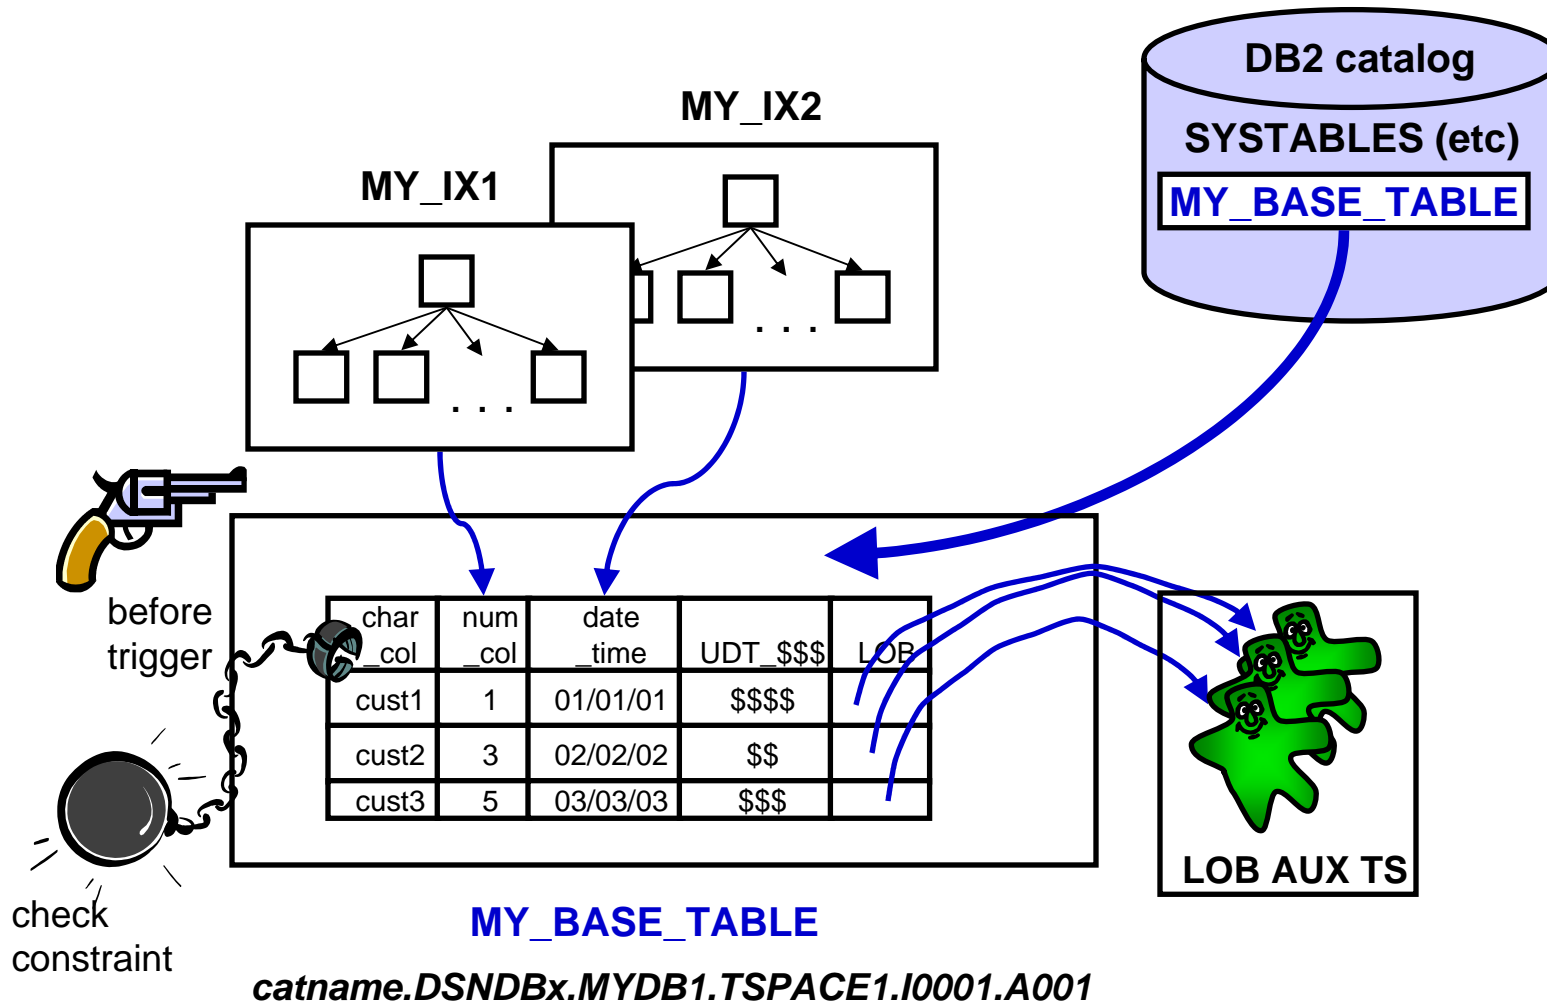 DB2 catalog
SYSTABLES (etc)
MY_BASE_TABLE
MY_IX2
. . .
MY_IX1
. . .
before
trigger
char _col num _col date _time UDT_$$$ LOB
cust1 1 01/01/01 $$$$
cust2 3 02/02/02 $$
cust3 5 03/03/03 $$$
LOB AUX TS
check
constraint
MY_BASE_TABLE
catname.DSNDBx.MYDB1.TSPACE1.I0001.A001